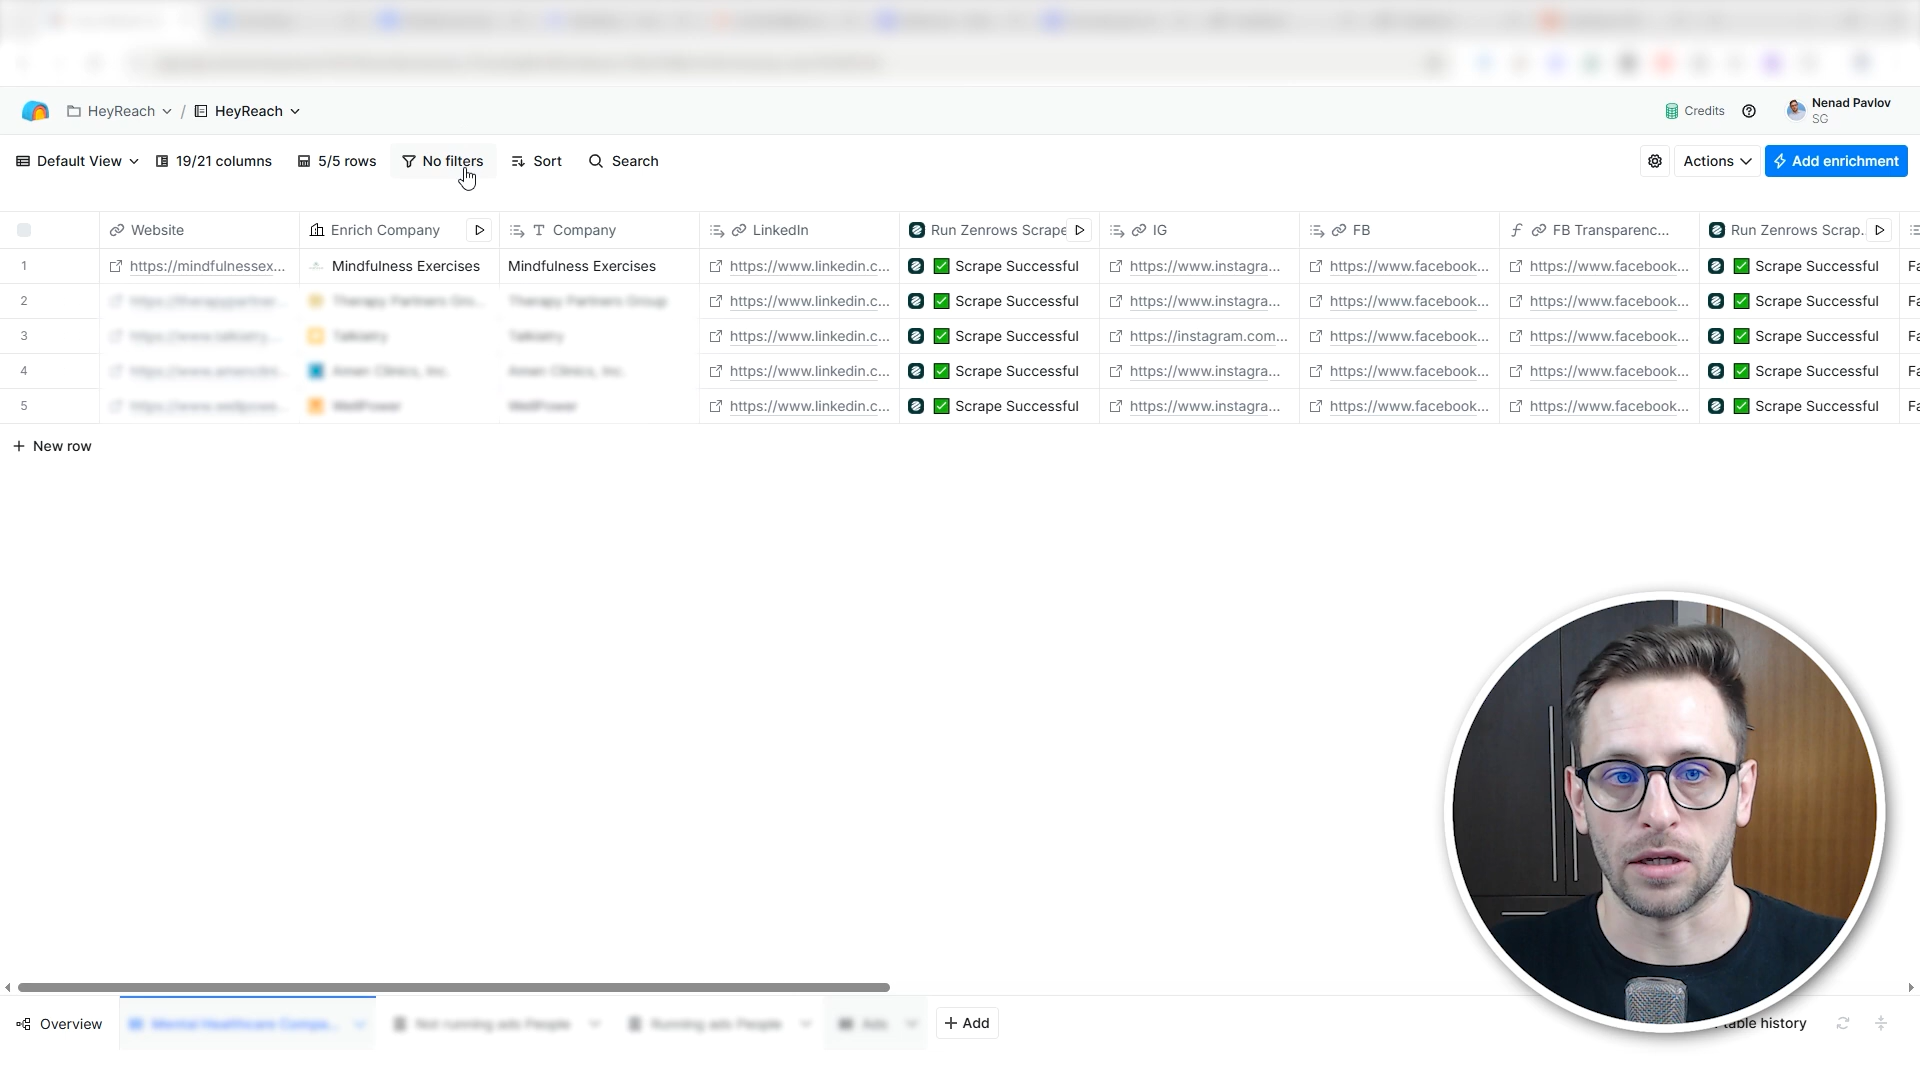 HeyReach / HeyReach
Credits
Nenad Pavlov
SG
Default View 19/21 columns 5/5 rows No filters Sort Search
Actions Add enrichment
Website Enrich Company Company LinkedIn Run Zenrows Scrape IG FB FB Transparenc... Run Zenrows Scrap...
1 https://mindfulnessex... Mindfulness Exercises Mindfulness Exercises https://www.linkedin.c... Scrape Successful https://www.instagra... https://www.facebook... https://www.facebook... Scrape Successful Fa
2 https://www.linkedin.c... Scrape Successful https://www.instagra... https://www.facebook... https://www.facebook... Scrape Successful
3 https://www.linkedin.c... Scrape Successful https://instagram.com... https://www.facebook... https://www.facebook... Scrape Successful
4 https://www.linkedin.c... Scrape Successful https://www.instagra... https://www.facebook... https://www.facebook... Scrape Successful Fa
5 https://www.linkedin.c... Scrape Successful https://www.instagra... https://www.facebook... https://www.facebook... Scrape Successful Fa
+ New row
Overview + Add table history